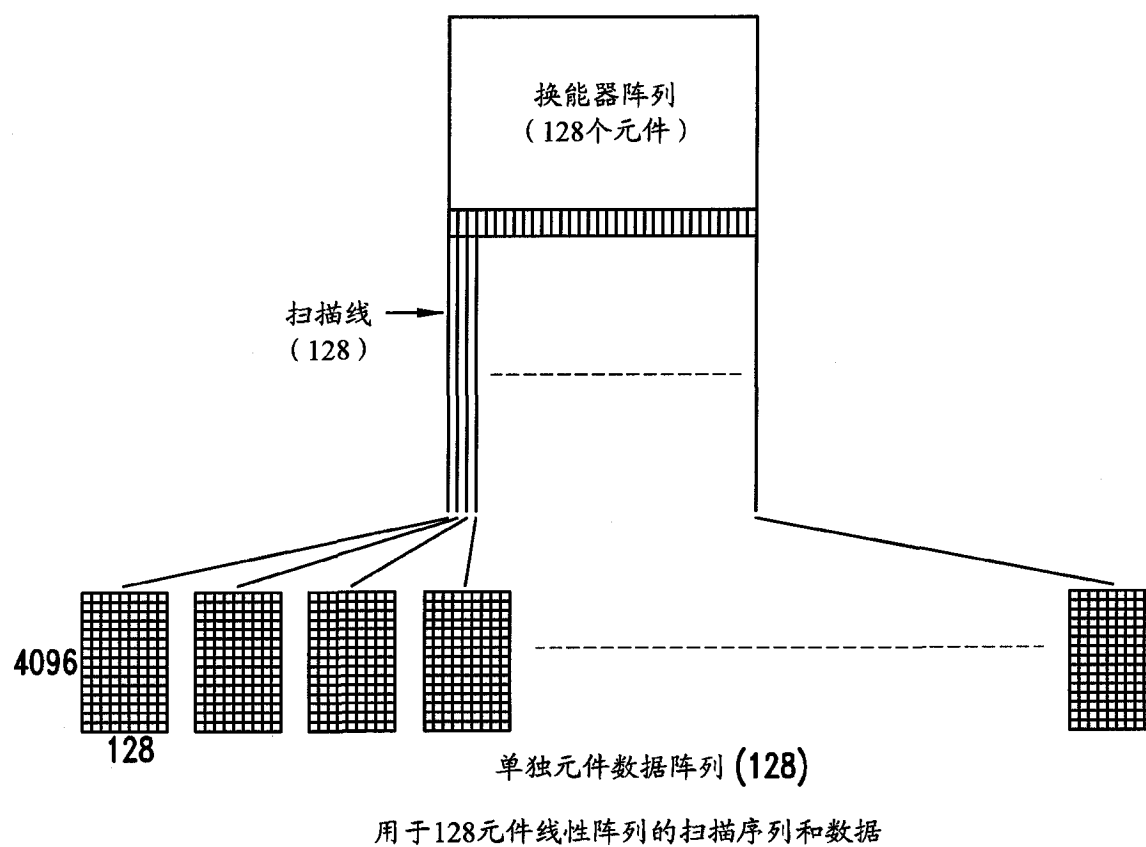 换能器阵列
（128个元件）
扫描线
（128）
4096
128
单独元件数据阵列 (128)
用于128元件线性阵列的扫描序列和数据